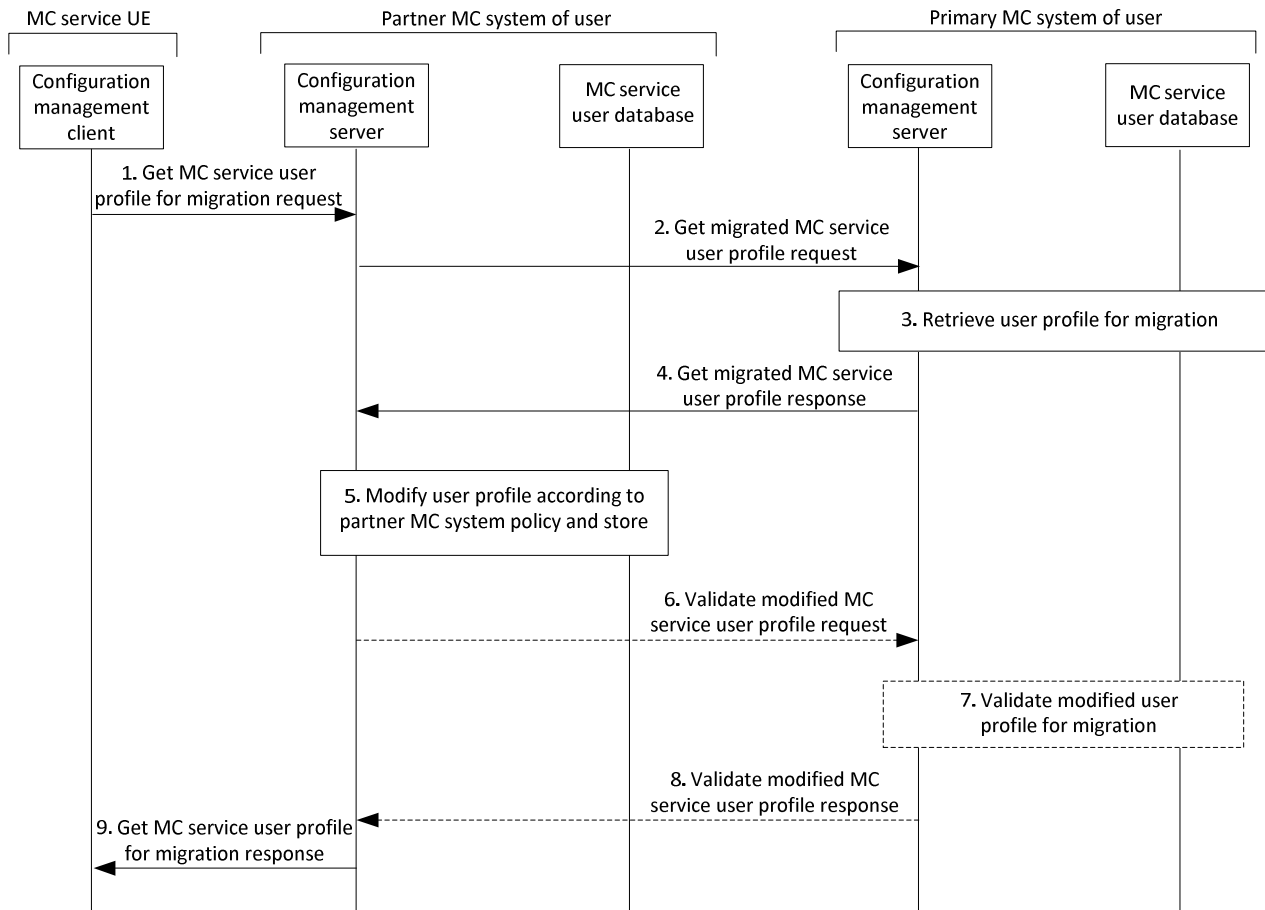 MC service UE
Partner MC system of user
Primary MC system of user
Configuration
management
client
Configuration
management
server
MC service
user database
Configuration
management
server
MC service
user database
1. Get MC service user
profile for migration request
2. Get migrated MC service
user profile request
3. Retrieve user profile for migration
4. Get migrated MC service
user profile response
5. Modify user profile according to
partner MC system policy and store
6. Validate modified MC
service user profile request
7. Validate modified user
profile for migration
8. Validate modified MC
service user profile response
9. Get MC service user profile
for migration response